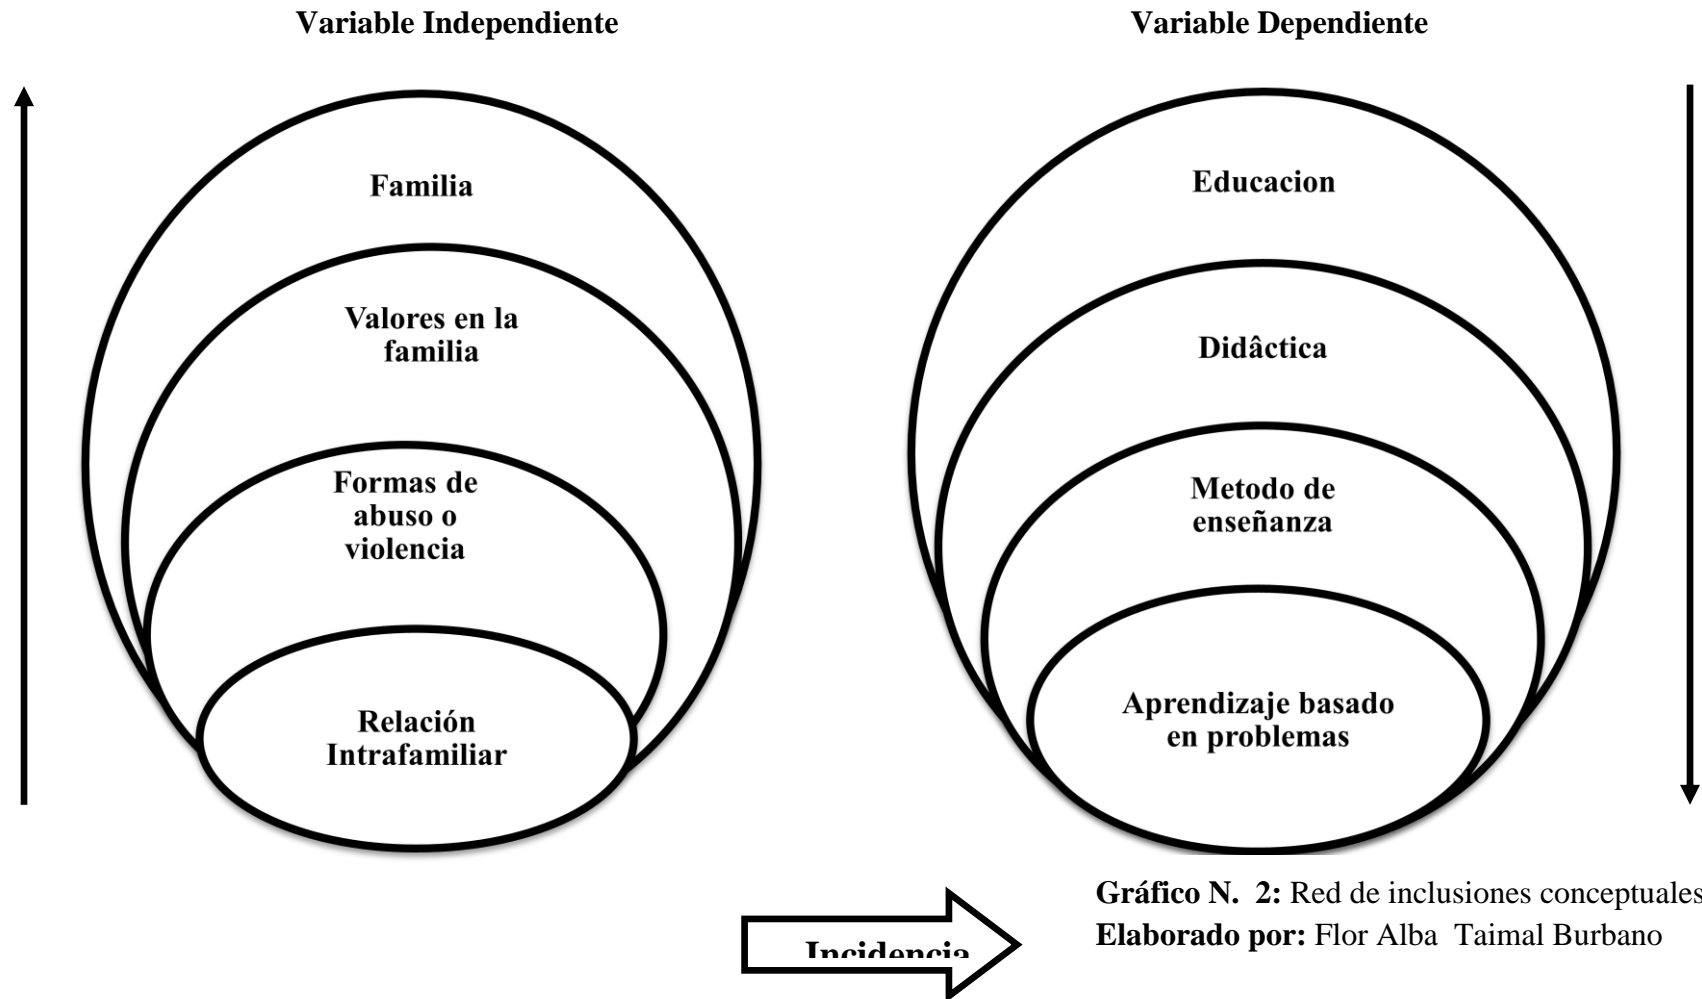 Variable Independiente
Variable Dependiente
Familia
Valores en la
familia
Formas de
abuso o
violencia
Relación
Intrafamiliar
Educacion
Didâctica
Metodo de
enseñanza
Aprendizaje basado
en problemas
Incidencia
Gráfico N. 2: Red de inclusiones conceptuales
Elaborado por: Flor Alba Taimal Burbano